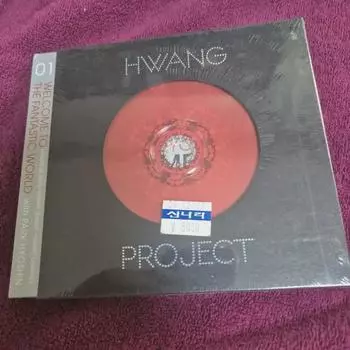 HWANG
PROJECT
01
WELCOME TO
THE FANTASTIC WORLD
신나라